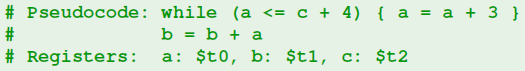 # Pseudocode: while (a <= c + 4) { a = a + 3 }
# b = b + a
# Registers: a: $t0, b: $t1, c: $t2